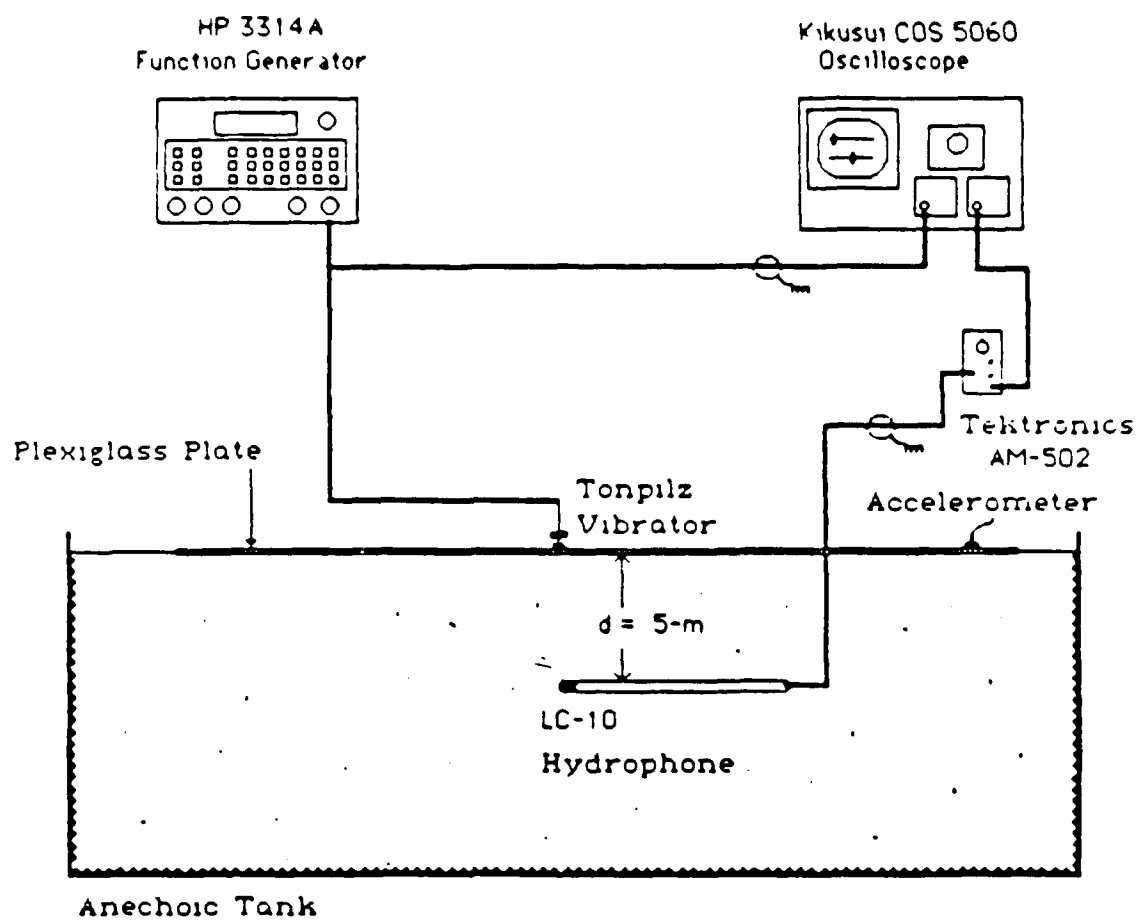 HP 3314A
Function Generator
Kikusui COS 5060
Oscilloscope
Tektronics
AM-502
Plexiglass Plate
Tonpilz
Vibrator
Accelerometer
d = 5-m
LC-10
Hydrophone
Anechoic Tank